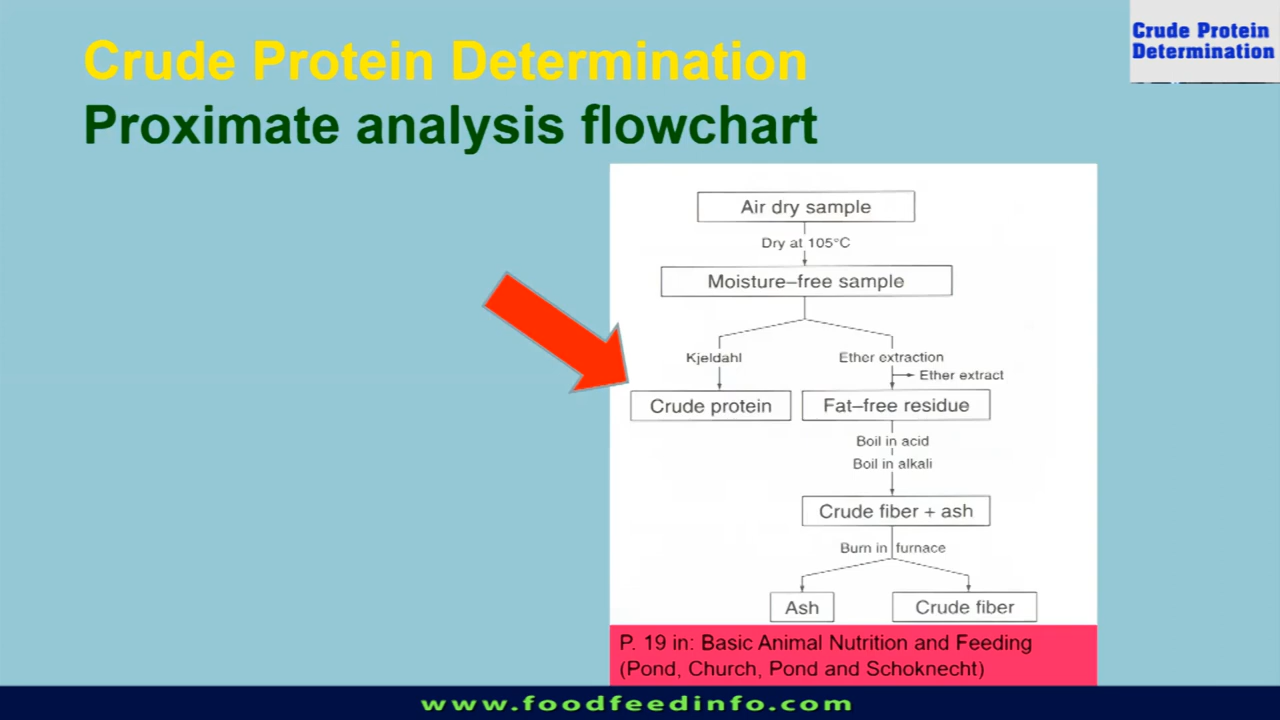 Crude Protein Determination
Proximate analysis flowchart
Crude Protein
Determination
Air dry sample
Dry at 105°C
Moisture–free sample
Kjeldahl
Ether extraction
Ether extract
Crude protein
Fat–free residue
Boil in acid
Boil in alkali
Crude fiber + ash
Burn in furnace
Ash
Crude fiber
P. 19 in: Basic Animal Nutrition and Feeding
(Pond, Church, Pond and Schoknecht)
www.foodfeedinfo.com